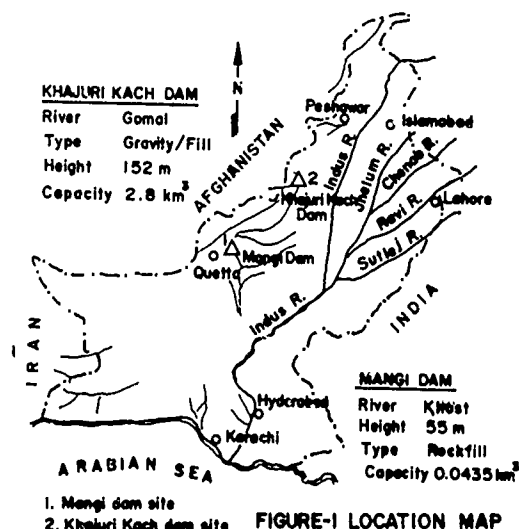 KHAJURI KACH DAM
River Gomal
Type Gravity/Fill
Height 152 m
Capacity 2.8 km³
N
Peshawar
Islamabad
AFGHANISTAN
Indus R.
Jhelum R.
Chenab R.
2
Khajuri Kach
Dam
Lahore
Ravi R.
Sutlej R.
1
Mangi Dam
Quetta
INDIA
Indus R.
IRAN
MANGI DAM
River Khost
Height 55 m
Type Rockfill
Capacity 0.0435 km³
Hyderabad
Karachi
ARABIAN SEA
1. Mangi dam site
2. Khajuri Kach dam site
FIGURE-1 LOCATION MAP